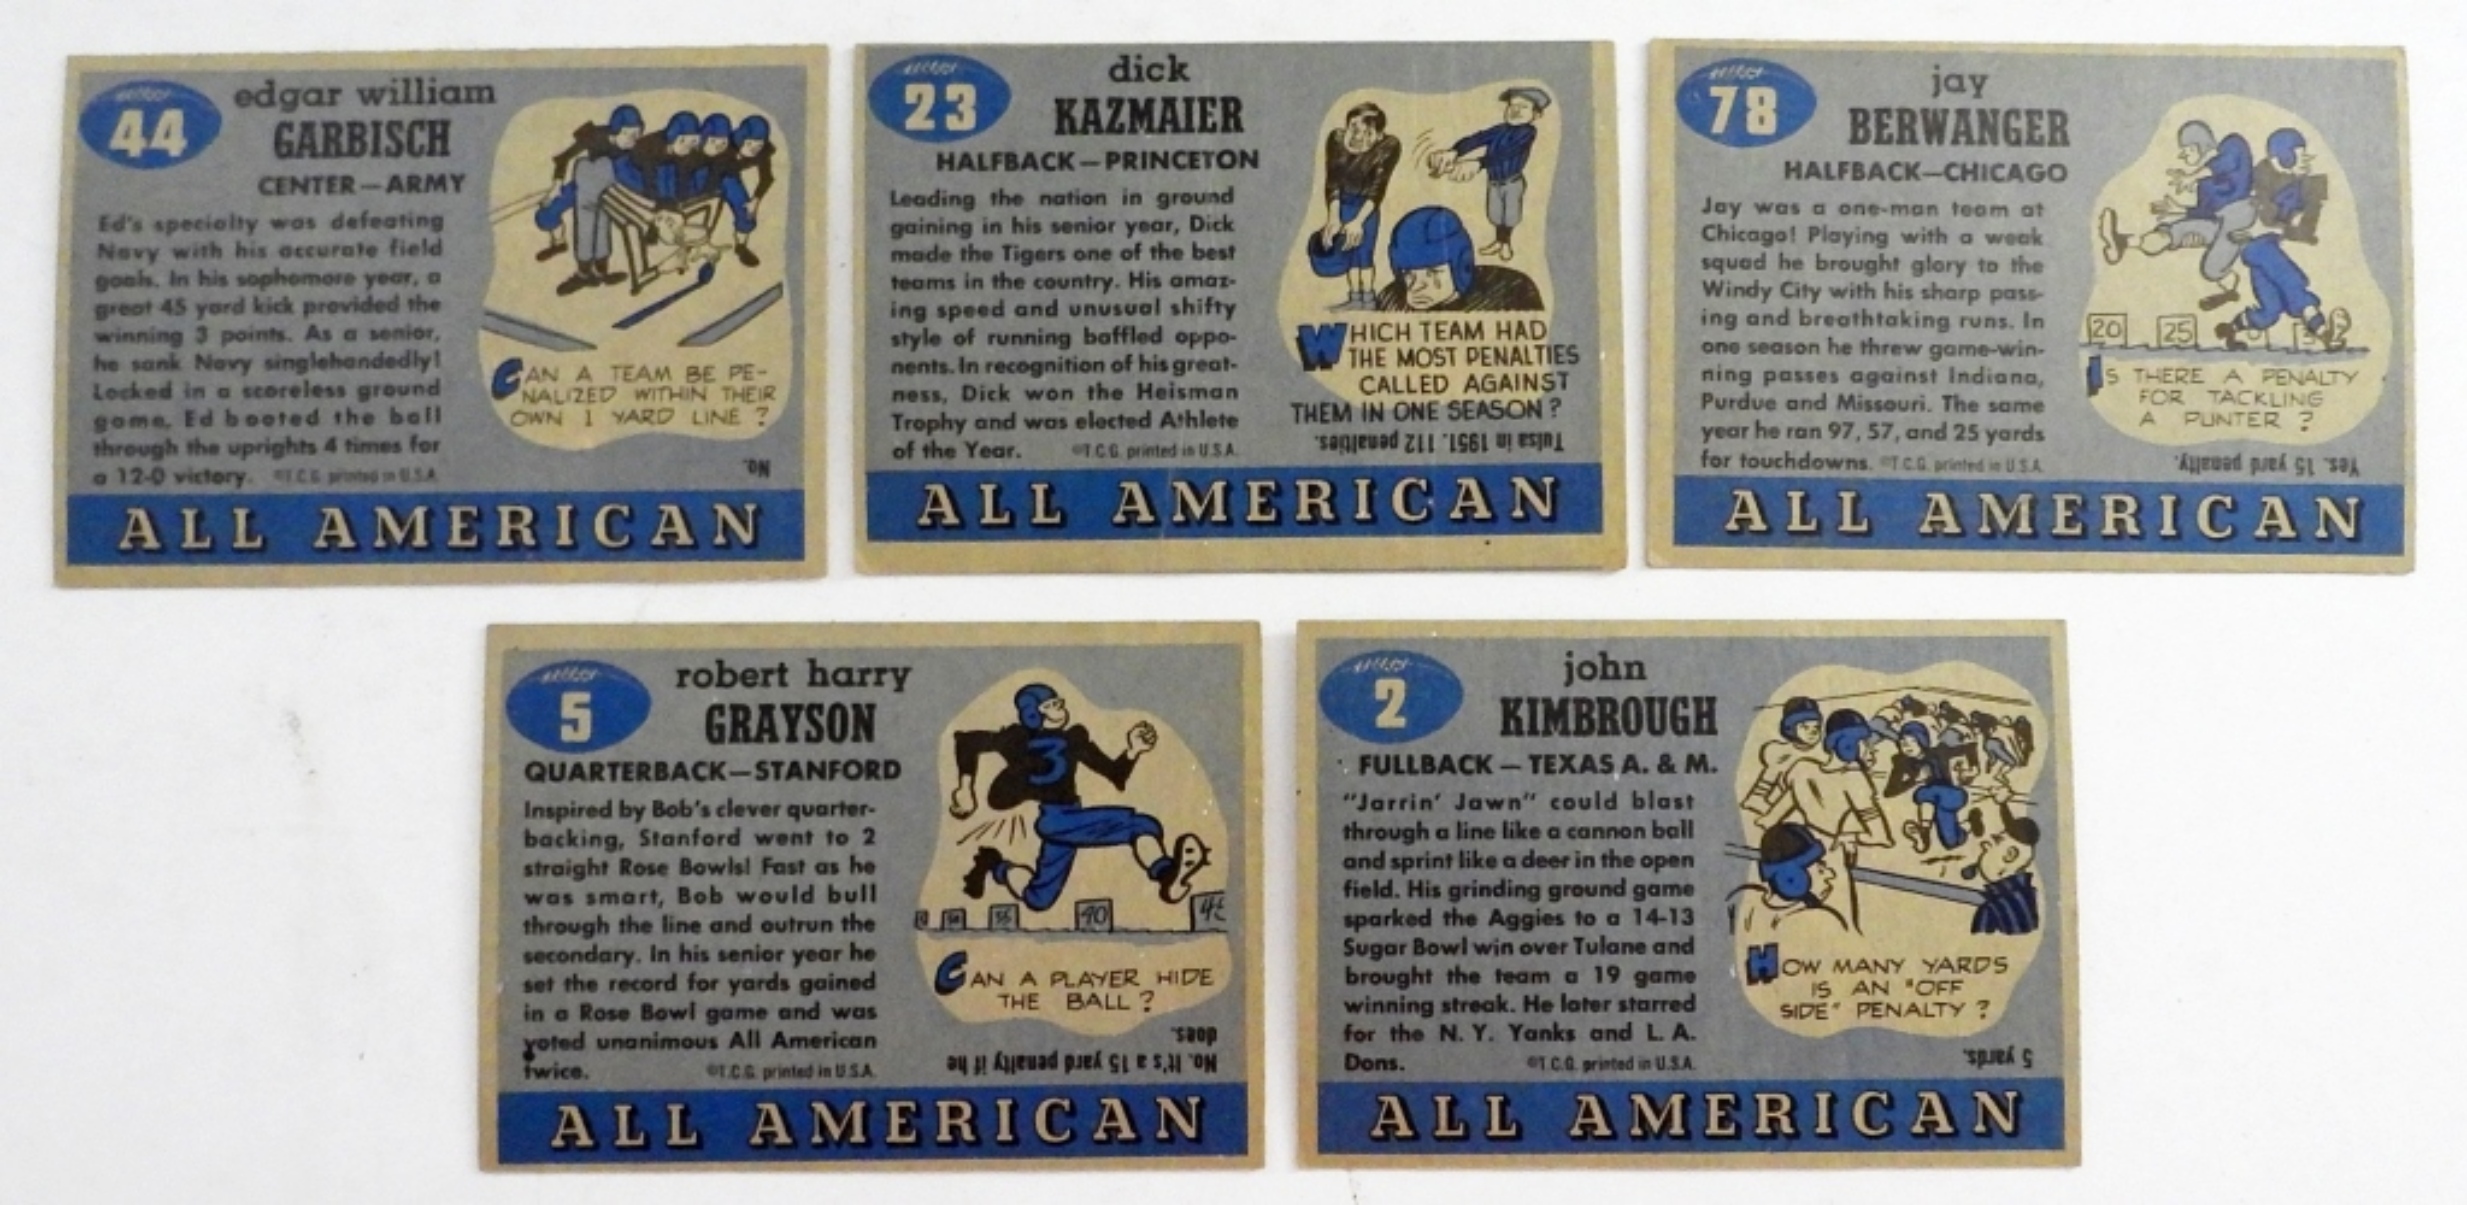 44
edgar william
GARBISCH
CENTER—ARMY
Ed's specialty was defeating
Navy with his accurate field
goals. In his sophomore year, a
great 45 yard kick provided the
winning 3 points. As a senior,
he sank Navy singlehandedly!
Locked in a scoreless ground
game, Ed booted the ball
through the uprights 4 times for
a 12-0 victory. ©T.C.G. printed in U.S.A.
CAN A TEAM BE PE-
NALIZED WITHIN THEIR
OWN 1 YARD LINE?
No.
ALL AMERICAN
23
dick
KAZMAIER
HALFBACK—PRINCETON
Leading the nation in ground
gaining in his senior year, Dick
made the Tigers one of the best
teams in the country. His amaz-
ing speed and unusual shifty
style of running baffled oppo-
nents. In recognition of his great-
ness, Dick won the Heisman
Trophy and was elected Athlete
of the Year. ©T.C.G. printed in U.S.A.
WHICH TEAM HAD
THE MOST PENALTIES
CALLED AGAINST
THEM IN ONE SEASON?
Tulsa in 1951. 112 penalties.
ALL AMERICAN
78
jay
BERWANGER
HALFBACK—CHICAGO
Jay was a one-man team at
Chicago! Playing with a weak
squad he brought glory to the
Windy City with his sharp pass-
ing and breathtaking runs. In
one season he threw game-win-
ning passes against Indiana,
Purdue and Missouri. The same
year he ran 97, 57, and 25 yards
for touchdowns. ©T.C.G. printed in U.S.A.
20 25
IS THERE A PENALTY
FOR TACKLING
A PUNTER?
Yes. 15 yard penalty.
ALL AMERICAN
5
robert harry
GRAYSON
QUARTERBACK—STANFORD
Inspired by Bob's clever quarter-
backing, Stanford went to 2
straight Rose Bowls! Fast as he
was smart, Bob would bull
through the line and outrun the
secondary. In his senior year he
set the record for yards gained
in a Rose Bowl game and was
voted unanimous All American
twice. ©T.C.G. printed in U.S.A.
3
35 40 45
CAN A PLAYER HIDE
THE BALL?
No. It's a 15 yard penalty if he
does.
ALL AMERICAN
2
john
KIMBROUGH
FULLBACK—TEXAS A. & M.
"Jarrin' Jawn" could blast
through a line like a cannon ball
and sprint like a deer in the open
field. His grinding ground game
sparked the Aggies to a 14-13
Sugar Bowl win over Tulane and
brought the team a 19 game
winning streak. He later starred
for the N.Y. Yanks and L.A.
Dons. ©T.C.G. printed in U.S.A.
HOW MANY YARDS
IS AN "OFF
SIDE" PENALTY?
5 yards.
ALL AMERICAN